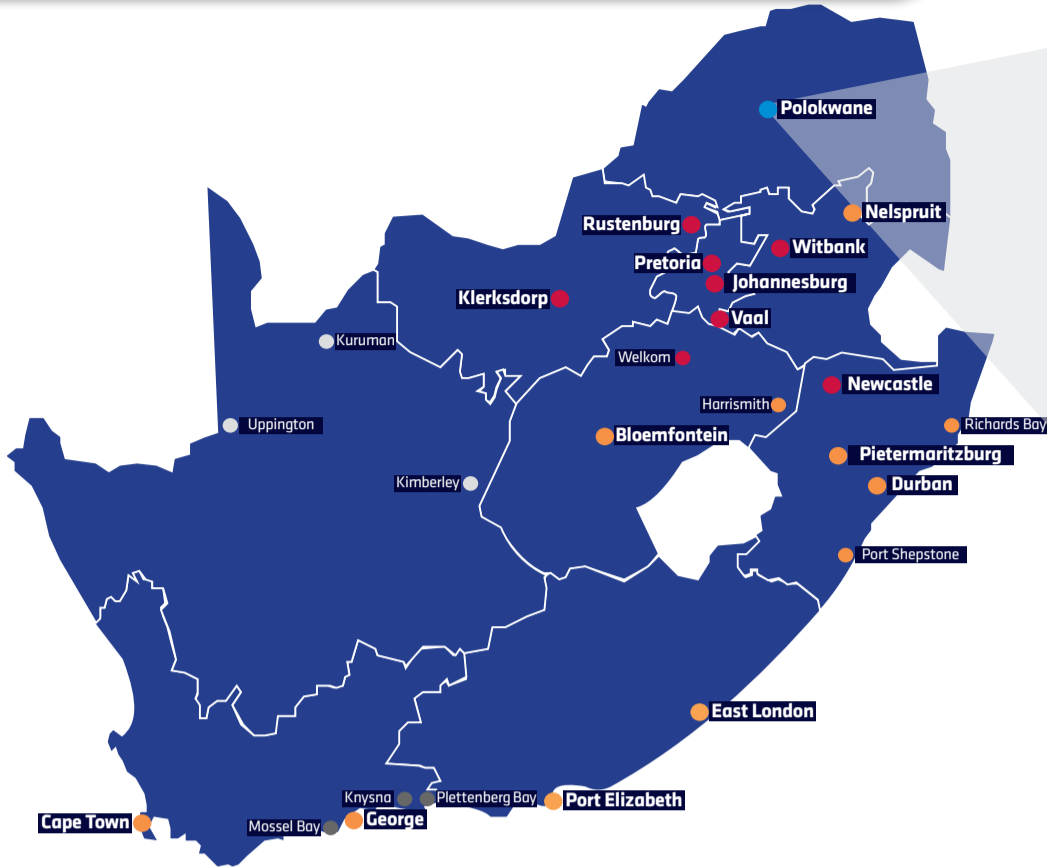 Polokwane
Nelspruit
Rustenburg
Witbank
Pretoria
Johannesburg
Klerksdorp
Vaal
Kuruman
Welkom
Newcastle
Harrismith
Uppington
Richards Bay
Bloemfontein
Pietermaritzburg
Kimberley
Durban
Port Shepstone
East London
Knysna
Plettenberg Bay
Port Elizabeth
Cape Town
Mossel Bay
George